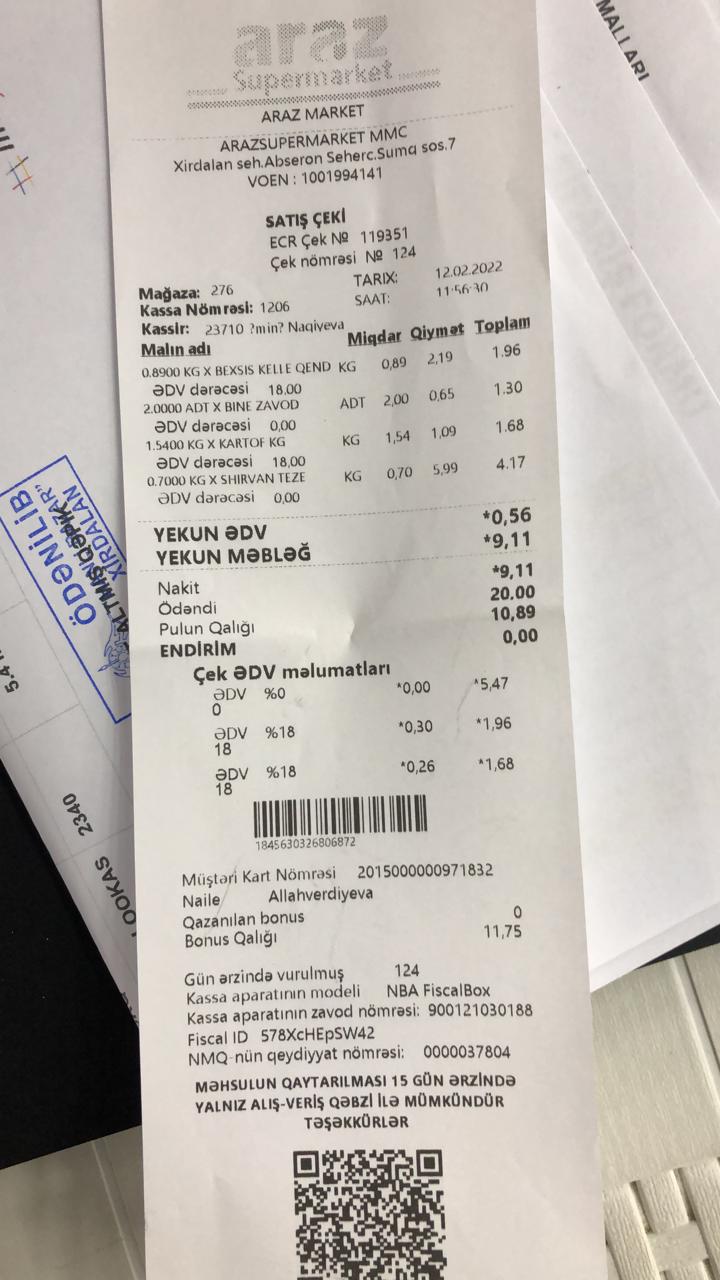 araz
Supermarket
ARAZ MARKET
ARAZSUPERMARKET MMC
Xirdalan seh.Abseron Seherc.Suma sos.7
VOEN : 1001994141
SATIŞ ÇEKİ
ECR Çek № 119351
Çek nömrəsi № 124
TARIX: 12.02.2022
Mağaza: 276
SAAT: 11:56:30
Kassa Nömrəsi: 1206
Kassir: 23710 ?min? Naqiveva
Malın adı Miqdar Qiymət Toplam
0.8900 KG X BEXSIS KELLE QEND KG 0,89 2,19 1.96
ƏDV dərəcəsi 18.00
2.0000 ADT X BINE ZAVOD ADT 2,00 0,65 1.30
ƏDV dərəcəsi 0,00
1.5400 KG X KARTOF KG KG 1,54 1,09 1.68
ƏDV dərəcəsi 18,00
0.7000 KG X SHIRVAN TEZE KG 0,70 5,99 4.17
ƏDV dərəcəsi 0,00
YEKUN ƏDV *0,56
YEKUN MƏBLƏĞ *9,11
Nakit *9,11
Ödəndi 20.00
Pulun Qalığı 10,89
ENDİRİM 0,00
Çek ƏDV məlumatları
ƏDV %0 *0,00 *5,47
0
ƏDV %18 *0,30 *1,96
18
ƏDV %18 *0,26 *1,68
18
1845630326806872
Müştəri Kart Nömrəsi 2015000000971832
Naile Allahverdiyeva
Qazanılan bonus 0
Bonus Qalığı 11,75
Gün ərzində vurulmuş 124
Kassa aparatının modeli NBA FiscalBox
Kassa aparatının zavod nömrəsi: 900121030188
Fiscal ID 578XcHEpSW42
NMQ-nün qeydiyyat nömrəsi: 0000037804
MƏHSULUN QAYTARILMASI 15 GÜN ƏRZİNDƏ
YALNIZ ALIŞ-VERİŞ QƏBZİ İLƏ MÜMKÜNDÜR
TƏŞƏKKÜRLƏR
MALLARI
ÖDƏNİLİB
XIRDALAN
2340